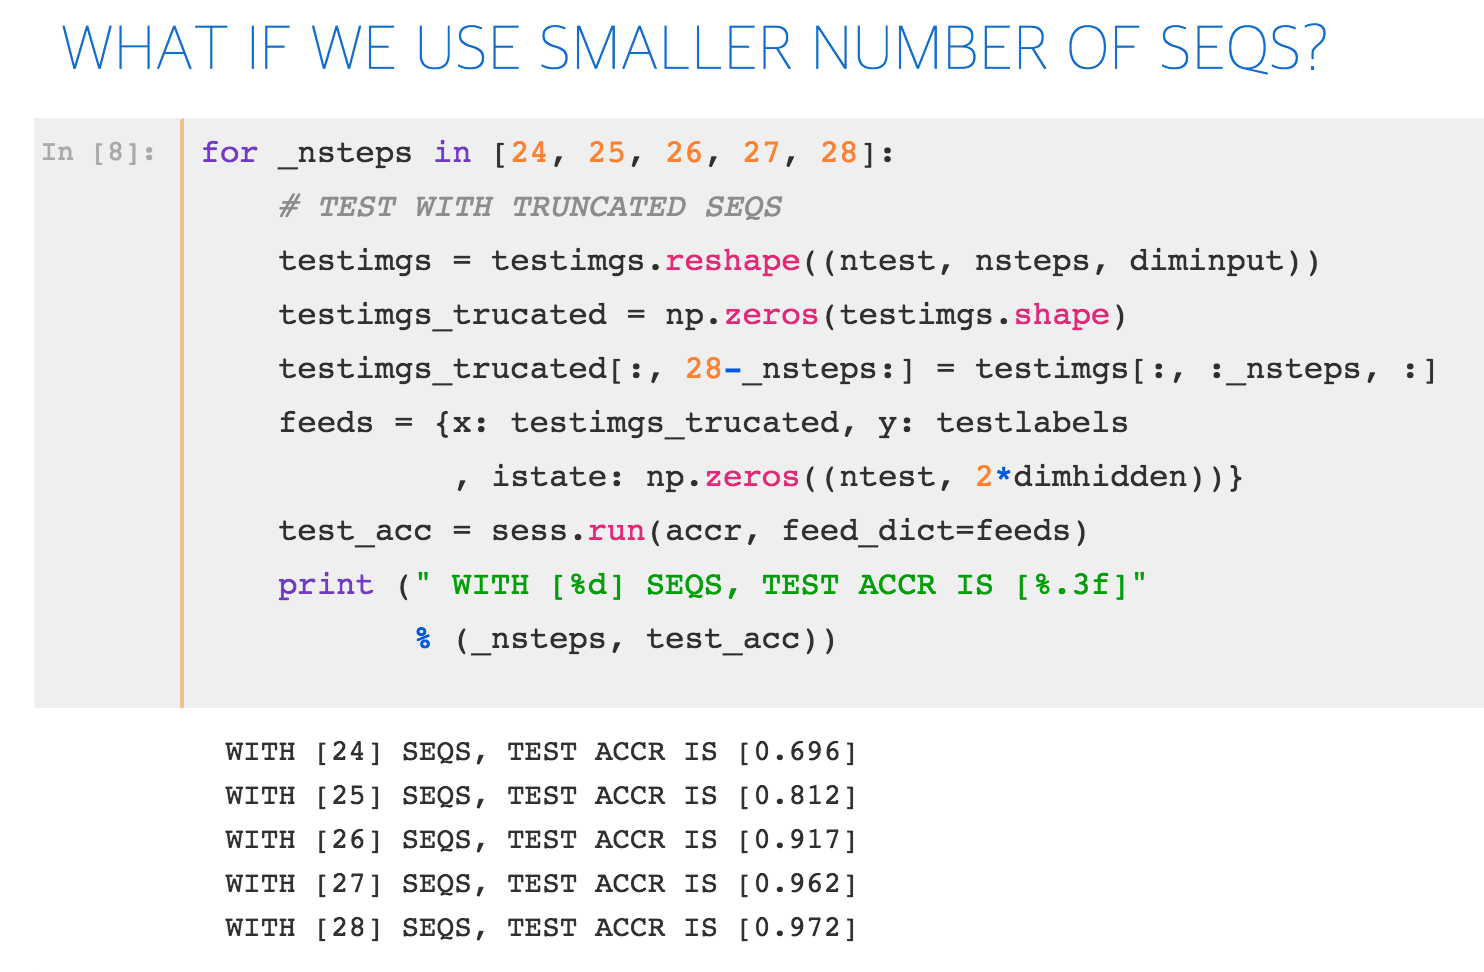 WHAT IF WE USE SMALLER NUMBER OF SEQS?
In [8]: for _nsteps in [24, 25, 26, 27, 28]:
# TEST WITH TRUNCATED SEQS
testimgs = testimgs.reshape((ntest, nsteps, diminput))
testimgs_trucated = np.zeros(testimgs.shape)
testimgs_trucated[:, 28-_nsteps:] = testimgs[:, :_nsteps, :]
feeds = {x: testimgs_trucated, y: testlabels
, istate: np.zeros((ntest, 2*dimhidden))}
test_acc = sess.run(accr, feed_dict=feeds)
print (" WITH [%d] SEQS, TEST ACCR IS [%.3f]"
% (_nsteps, test_acc))
WITH [24] SEQS, TEST ACCR IS [0.696]
WITH [25] SEQS, TEST ACCR IS [0.812]
WITH [26] SEQS, TEST ACCR IS [0.917]
WITH [27] SEQS, TEST ACCR IS [0.962]
WITH [28] SEQS, TEST ACCR IS [0.972]